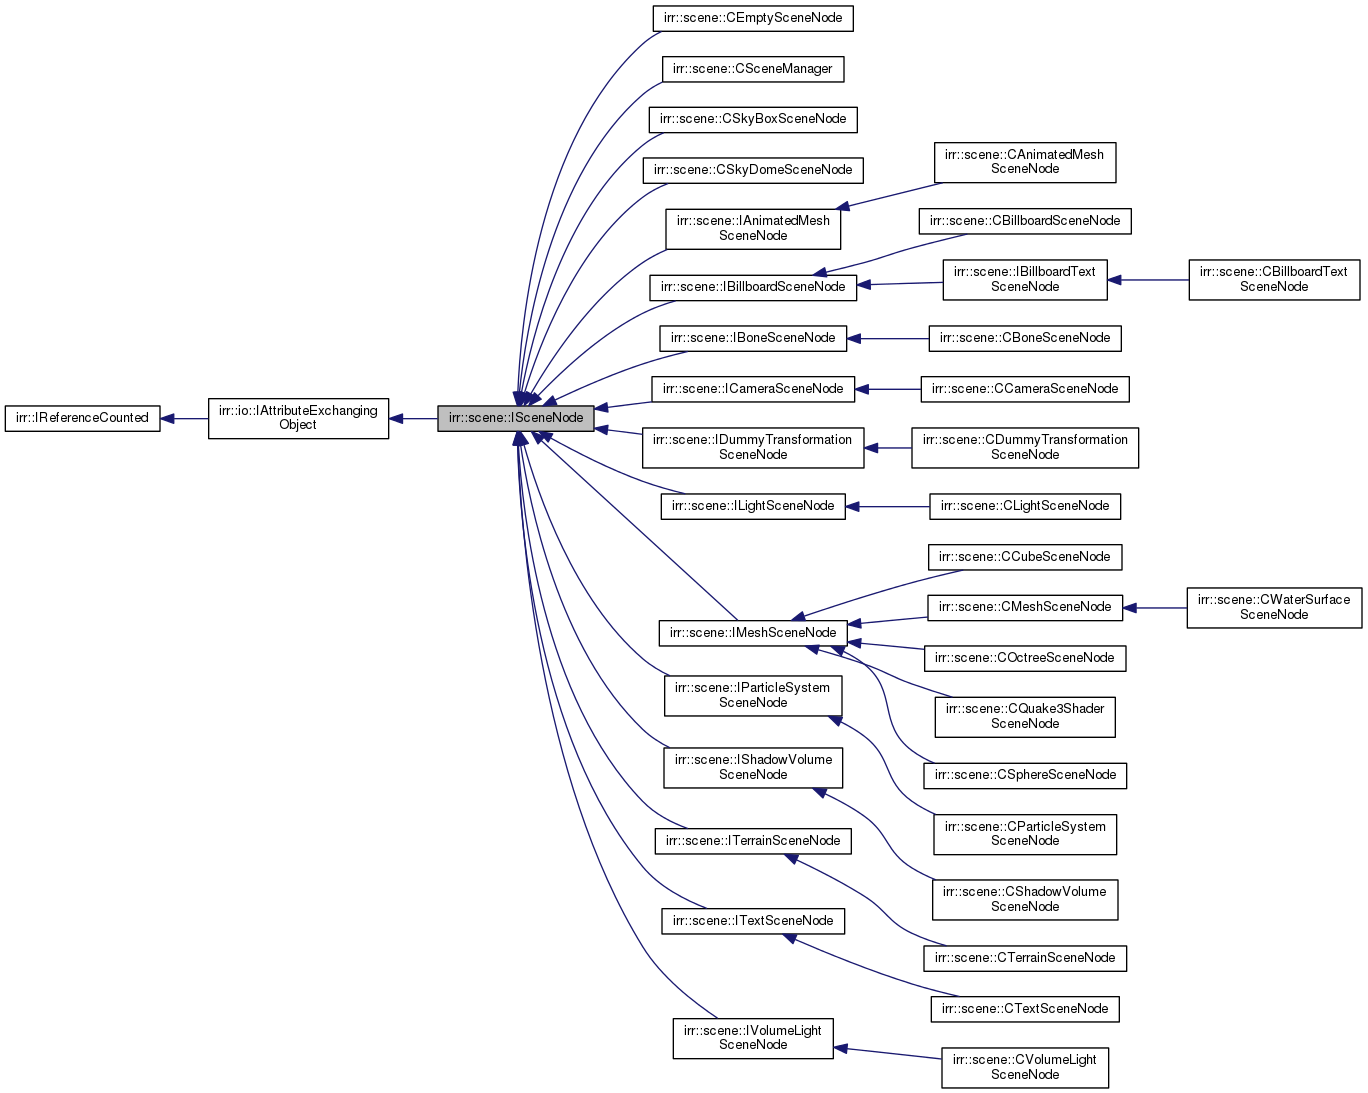 irr::IReferenceCounted
irr::io::IAttributeExchanging
Object
irr::scene::ISceneNode
irr::scene::CEmptySceneNode
irr::scene::CSceneManager
irr::scene::CSkyBoxSceneNode
irr::scene::CSkyDomeSceneNode
irr::scene::IAnimatedMesh
SceneNode
irr::scene::IBillboardSceneNode
irr::scene::IBoneSceneNode
irr::scene::ICameraSceneNode
irr::scene::IDummyTransformation
SceneNode
irr::scene::ILightSceneNode
irr::scene::IMeshSceneNode
irr::scene::IParticleSystem
SceneNode
irr::scene::IShadowVolume
SceneNode
irr::scene::ITerrainSceneNode
irr::scene::ITextSceneNode
irr::scene::IVolumeLight
SceneNode
irr::scene::CAnimatedMesh
SceneNode
irr::scene::CBillboardSceneNode
irr::scene::IBillboardText
SceneNode
irr::scene::CBoneSceneNode
irr::scene::CCameraSceneNode
irr::scene::CDummyTransformation
SceneNode
irr::scene::CLightSceneNode
irr::scene::CCubeSceneNode
irr::scene::CMeshSceneNode
irr::scene::COctreeSceneNode
irr::scene::CQuake3Shader
SceneNode
irr::scene::CSphereSceneNode
irr::scene::CParticleSystem
SceneNode
irr::scene::CShadowVolume
SceneNode
irr::scene::CTerrainSceneNode
irr::scene::CTextSceneNode
irr::scene::CVolumeLight
SceneNode
irr::scene::CBillboardText
SceneNode
irr::scene::CWaterSurface
SceneNode